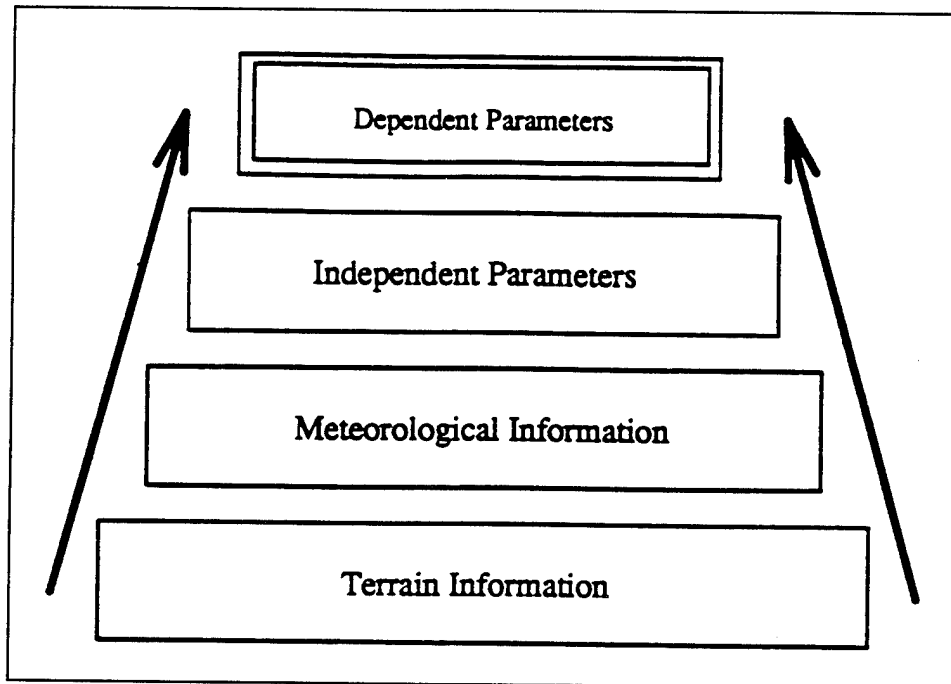 Dependent Parameters
Independent Parameters
Meteorological Information
Terrain Information